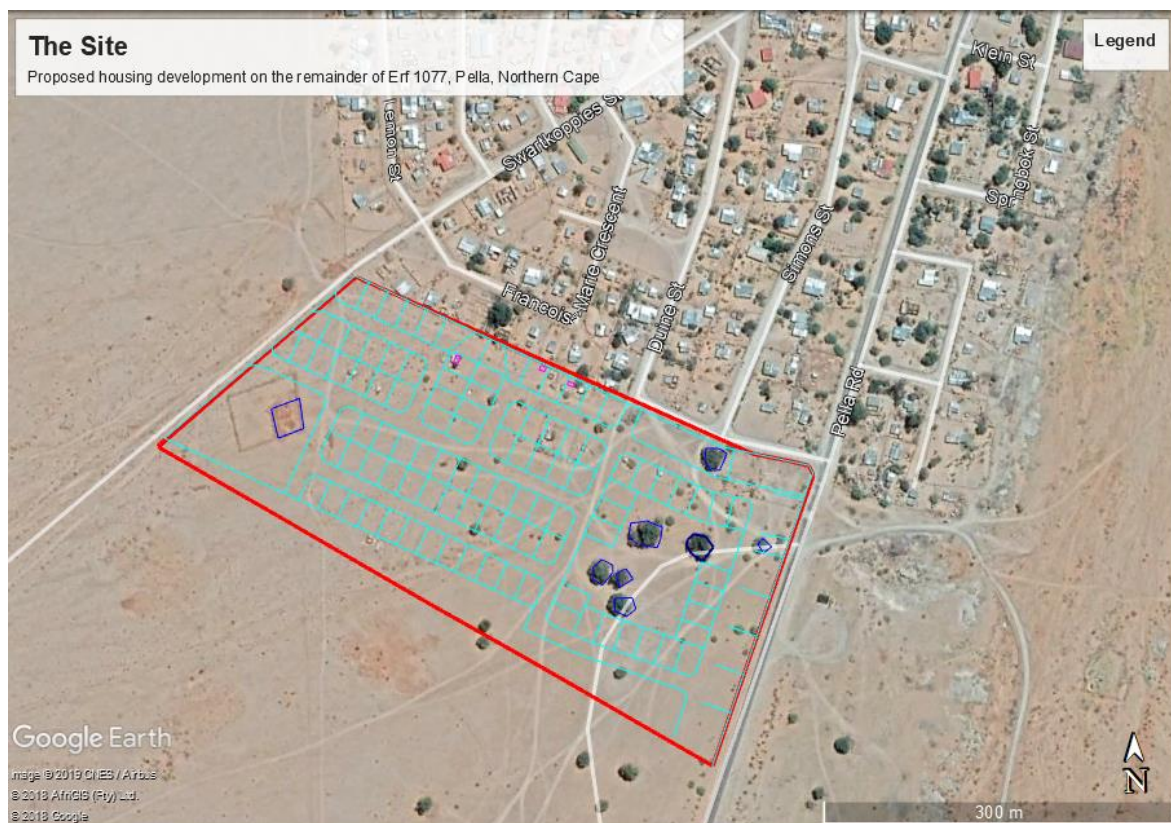 The Site
Proposed housing development on the remainder of Erf 1077, Pella, Northern Cape
Legend
Klein St
Lemon St
Swartkoppies St
Springbok St
Simons St
Francois-Marie Crescent
Duine St
Pella Rd
Google Earth
Image © 2019 CNES / Airbus
© 2018 AfriGIS (Pty) Ltd.
© 2018 Google
N
300 m